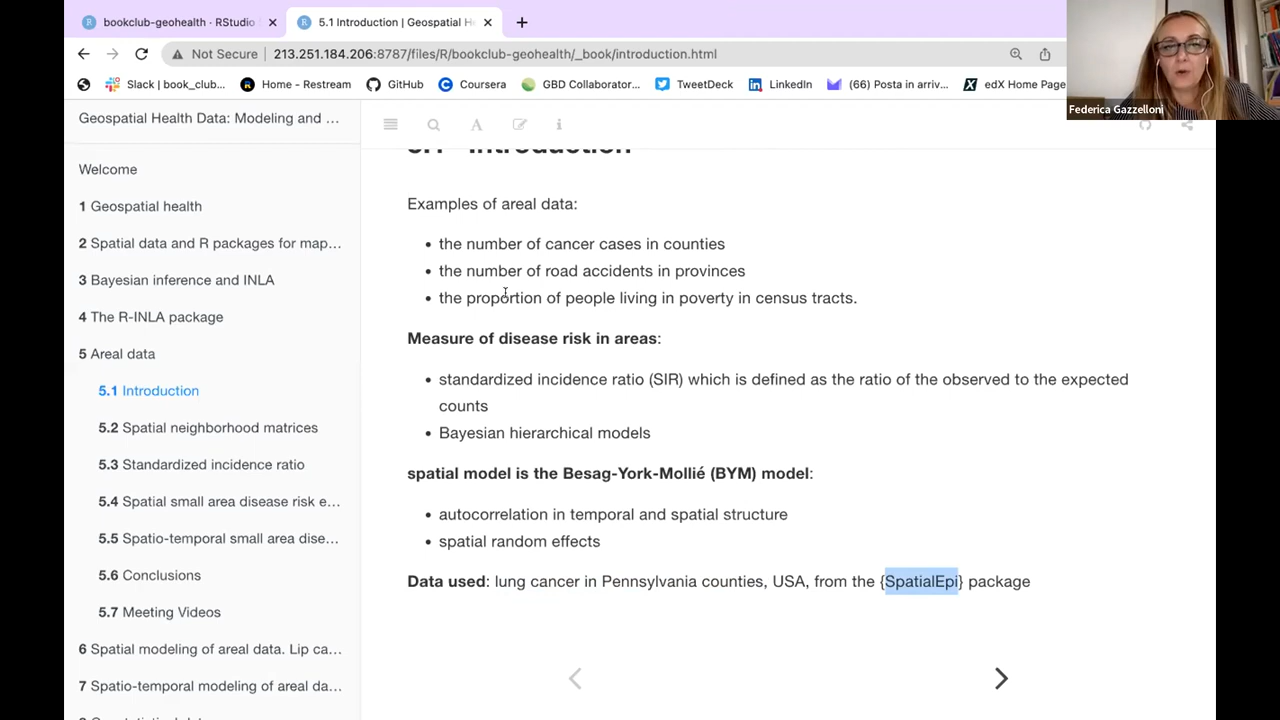 bookclub-geohealth · RStudio
5.1 Introduction | Geospatial H
Not Secure
213.251.184.206:8787/files/R/bookclub-geohealth/_book/introduction.html
Slack | book_club...
Home - Restream
GitHub
Coursera
GBD Collaborator...
TweetDeck
LinkedIn
(66) Posta in arriv...
edX Home Page
Federica Gazzelloni
Geospatial Health Data: Modeling and ...
Welcome
1 Geospatial health
2 Spatial data and R packages for map...
3 Bayesian inference and INLA
4 The R-INLA package
5 Areal data
5.1 Introduction
5.2 Spatial neighborhood matrices
5.3 Standardized incidence ratio
5.4 Spatial small area disease risk e...
5.5 Spatio-temporal small area dise...
5.6 Conclusions
5.7 Meeting Videos
6 Spatial modeling of areal data. Lip ca...
7 Spatio-temporal modeling of areal da...
5.1 Introduction
Examples of areal data:
• the number of cancer cases in counties
• the number of road accidents in provinces
• the proportion of people living in poverty in census tracts.
Measure of disease risk in areas:
• standardized incidence ratio (SIR) which is defined as the ratio of the observed to the expected
counts
• Bayesian hierarchical models
spatial model is the Besag-York-Mollié (BYM) model:
• autocorrelation in temporal and spatial structure
• spatial random effects
Data used: lung cancer in Pennsylvania counties, USA, from the {SpatialEpi} package